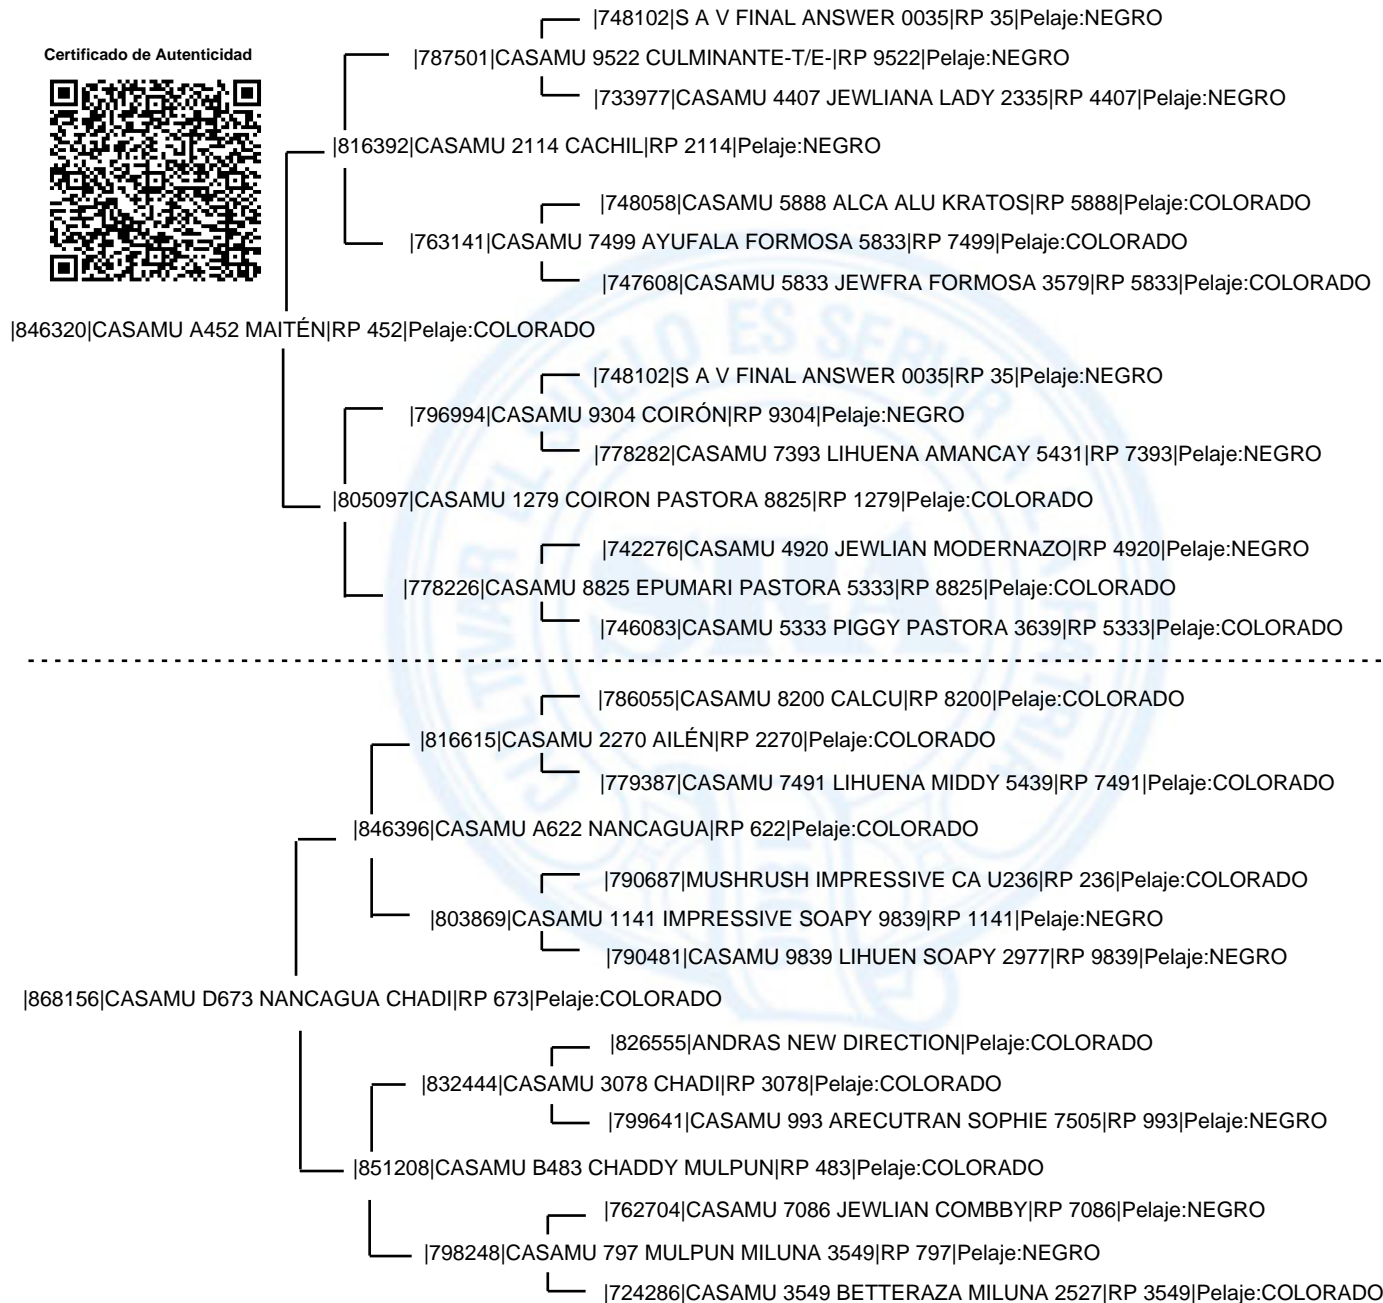 |748102|S A V FINAL ANSWER 0035|RP 35|Pelaje:NEGRO
Certificado de Autenticidad
|787501|CASAMU 9522 CULMINANTE-T/E-|RP 9522|Pelaje:NEGRO
|733977|CASAMU 4407 JEWLIANA LADY 2335|RP 4407|Pelaje:NEGRO
|816392|CASAMU 2114 CACHIL|RP 2114|Pelaje:NEGRO
|748058|CASAMU 5888 ALCA ALU KRATOS|RP 5888|Pelaje:COLORADO
|763141|CASAMU 7499 AYUFALA FORMOSA 5833|RP 7499|Pelaje:COLORADO
|747608|CASAMU 5833 JEWFRA FORMOSA 3579|RP 5833|Pelaje:COLORADO
|846320|CASAMU A452 MAITÉN|RP 452|Pelaje:COLORADO
|748102|S A V FINAL ANSWER 0035|RP 35|Pelaje:NEGRO
|796994|CASAMU 9304 COIRÓN|RP 9304|Pelaje:NEGRO
|778282|CASAMU 7393 LIHUENA AMANCAY 5431|RP 7393|Pelaje:NEGRO
|805097|CASAMU 1279 COIRON PASTORA 8825|RP 1279|Pelaje:COLORADO
|742276|CASAMU 4920 JEWLIAN MODERNAZO|RP 4920|Pelaje:NEGRO
|778226|CASAMU 8825 EPUMARI PASTORA 5333|RP 8825|Pelaje:COLORADO
|746083|CASAMU 5333 PIGGY PASTORA 3639|RP 5333|Pelaje:COLORADO
|786055|CASAMU 8200 CALCU|RP 8200|Pelaje:COLORADO
|816615|CASAMU 2270 AILÉN|RP 2270|Pelaje:COLORADO
|779387|CASAMU 7491 LIHUENA MIDDY 5439|RP 7491|Pelaje:COLORADO
|846396|CASAMU A622 NANCAGUA|RP 622|Pelaje:COLORADO
|790687|MUSHRUSH IMPRESSIVE CA U236|RP 236|Pelaje:COLORADO
|803869|CASAMU 1141 IMPRESSIVE SOAPY 9839|RP 1141|Pelaje:NEGRO
|790481|CASAMU 9839 LIHUEN SOAPY 2977|RP 9839|Pelaje:NEGRO
|868156|CASAMU D673 NANCAGUA CHADI|RP 673|Pelaje:COLORADO
|826555|ANDRAS NEW DIRECTION|Pelaje:COLORADO
|832444|CASAMU 3078 CHADI|RP 3078|Pelaje:COLORADO
|799641|CASAMU 993 ARECUTRAN SOPHIE 7505|RP 993|Pelaje:NEGRO
|851208|CASAMU B483 CHADDY MULPUN|RP 483|Pelaje:COLORADO
|762704|CASAMU 7086 JEWLIAN COMBBY|RP 7086|Pelaje:NEGRO
|798248|CASAMU 797 MULPUN MILUNA 3549|RP 797|Pelaje:NEGRO
|724286|CASAMU 3549 BETTERAZA MILUNA 2527|RP 3549|Pelaje:COLORADO
CULTIVAR EL SUELO ES SERVIR A LA PATRIA
SRA
1866